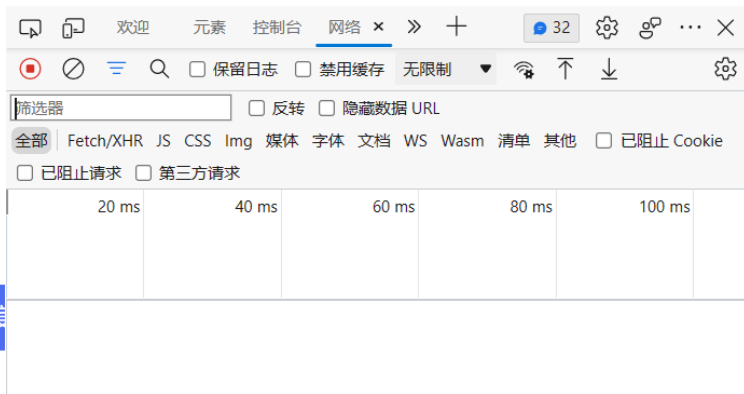 欢迎 元素 控制台 网络 32
保留日志 禁用缓存 无限制
筛选器 反转 隐藏数据 URL
全部 Fetch/XHR JS CSS Img 媒体 字体 文档 WS Wasm 清单 其他 已阻止 Cookie
已阻止请求 第三方请求
20 ms 40 ms 60 ms 80 ms 100 ms